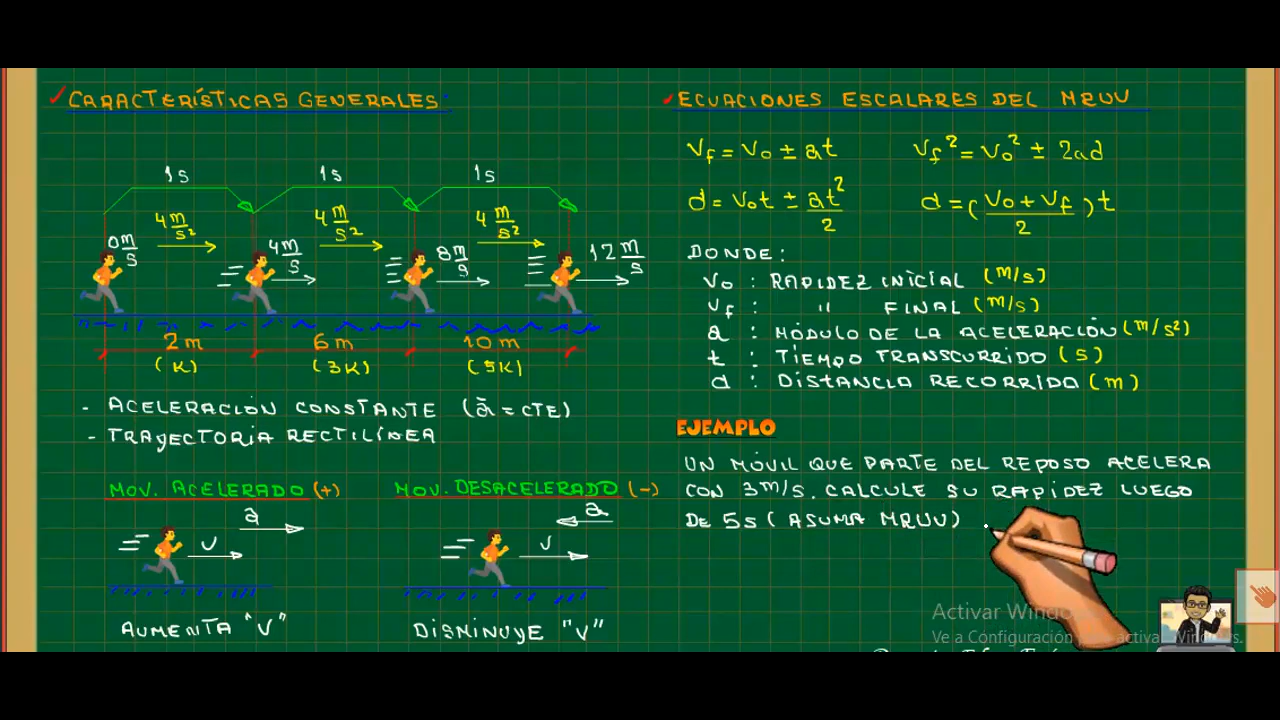 CARACTERÍSTICAS GENERALES:
1s 1s 1s
4 m/s² 4 m/s² 4 m/s²
0 m/s 4 m/s 8 m/s 12 m/s
2 m 6 m 10 m
(K) (3K) (5K)
- ACELERACIÓN CONSTANTE (ā = CTE)
- TRAYECTORIA RECTILÍNEA
MOV. ACELERADO (+)
a
v
AUMENTA "V"
MOV. DESACELERADO (-)
a
v
DISMINUYE "V"
ECUACIONES ESCALARES DEL MRUV
Vf = Vo ± at Vf² = Vo² ± 2ad
d = Vot ± at²/2 d = (Vo + Vf/2)t
DONDE:
Vo : RAPIDEZ INICIAL (m/s)
Vf : " FINAL (m/s)
a : MÓDULO DE LA ACELERACIÓN (m/s²)
t : TIEMPO TRANSCURRIDO (s)
d : DISTANCIA RECORRIDA (m)
EJEMPLO
UN MÓVIL QUE PARTE DEL REPOSO ACELERA
CON 3 m/s. CALCULE SU RAPIDEZ LUEGO
DE 5s (ASUMA MRUV)
Activar Windows
Ve a Configuración para activar Windows.